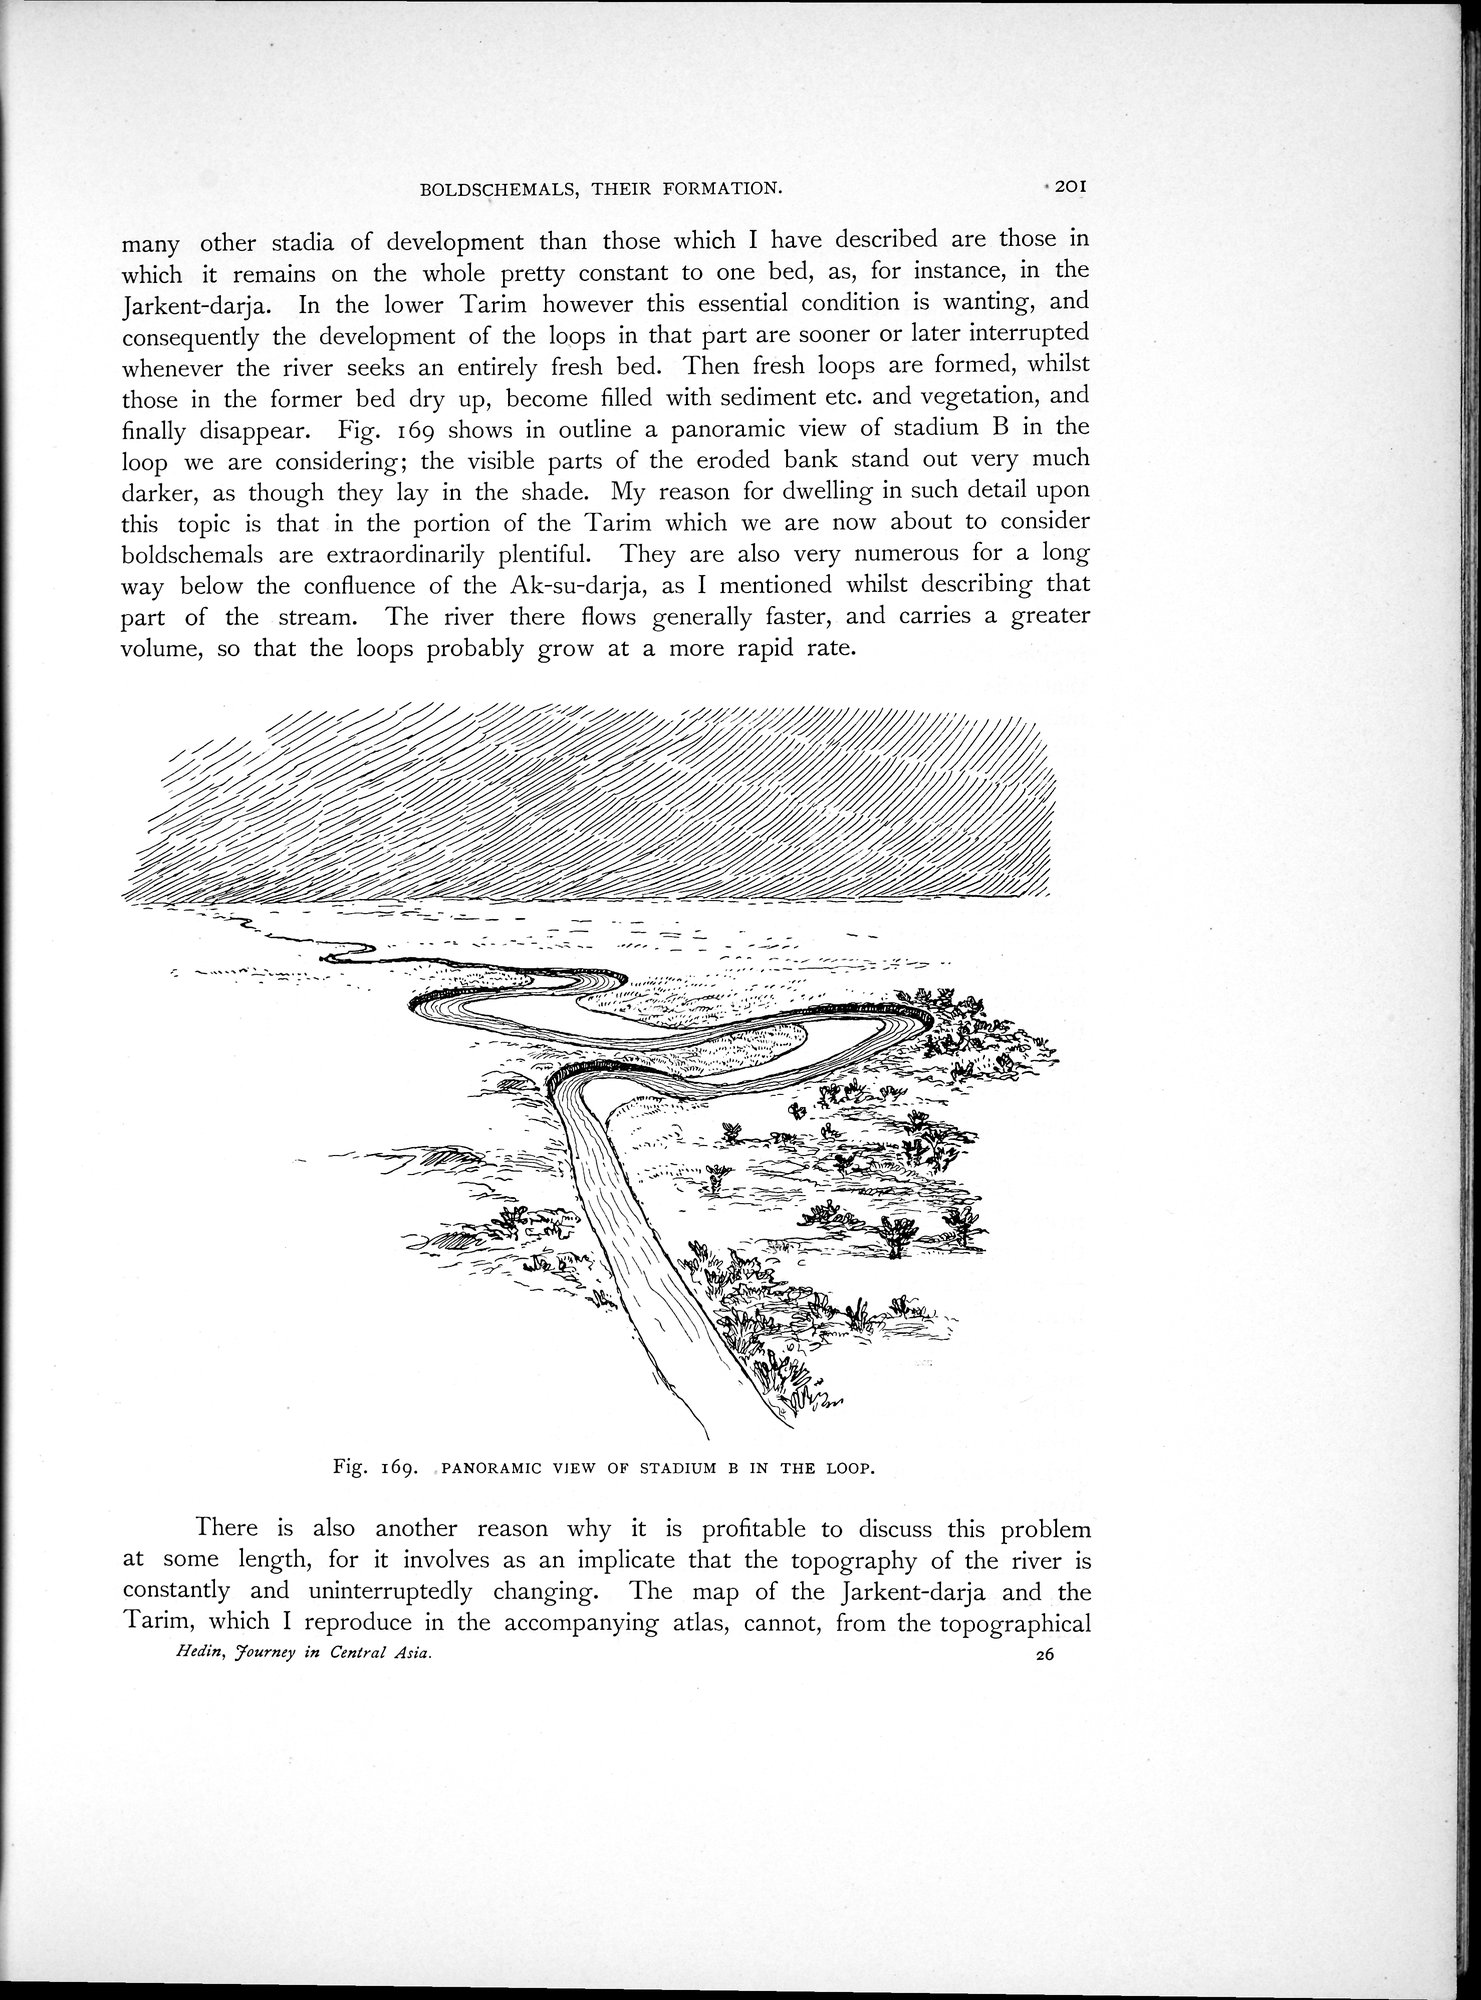 BOLDSCHEMALS, THEIR FORMATION. 201
many other stadia of development than those which I have described are those in
which it remains on the whole pretty constant to one bed, as, for instance, in the
Jarkent-darja. In the lower Tarim however this essential condition is wanting, and
consequently the development of the loops in that part are sooner or later interrupted
whenever the river seeks an entirely fresh bed. Then fresh loops are formed, whilst
those in the former bed dry up, become filled with sediment etc. and vegetation, and
finally disappear. Fig. 169 shows in outline a panoramic view of stadium B in the
loop we are considering; the visible parts of the eroded bank stand out very much
darker, as though they lay in the shade. My reason for dwelling in such detail upon
this topic is that in the portion of the Tarim which we are now about to consider
boldschemals are extraordinarily plentiful. They are also very numerous for a long
way below the confluence of the Ak-su-darja, as I mentioned whilst describing that
part of the stream. The river there flows generally faster, and carries a greater
volume, so that the loops probably grow at a more rapid rate.
Fig. 169. PANORAMIC VIEW OF STADIUM B IN THE LOOP.
There is also another reason why it is profitable to discuss this problem
at some length, for it involves as an implicate that the topography of the river is
constantly and uninterruptedly changing. The map of the Jarkent-darja and the
Tarim, which I reproduce in the accompanying atlas, cannot, from the topographical
Hedin, Journey in Central Asia. 26